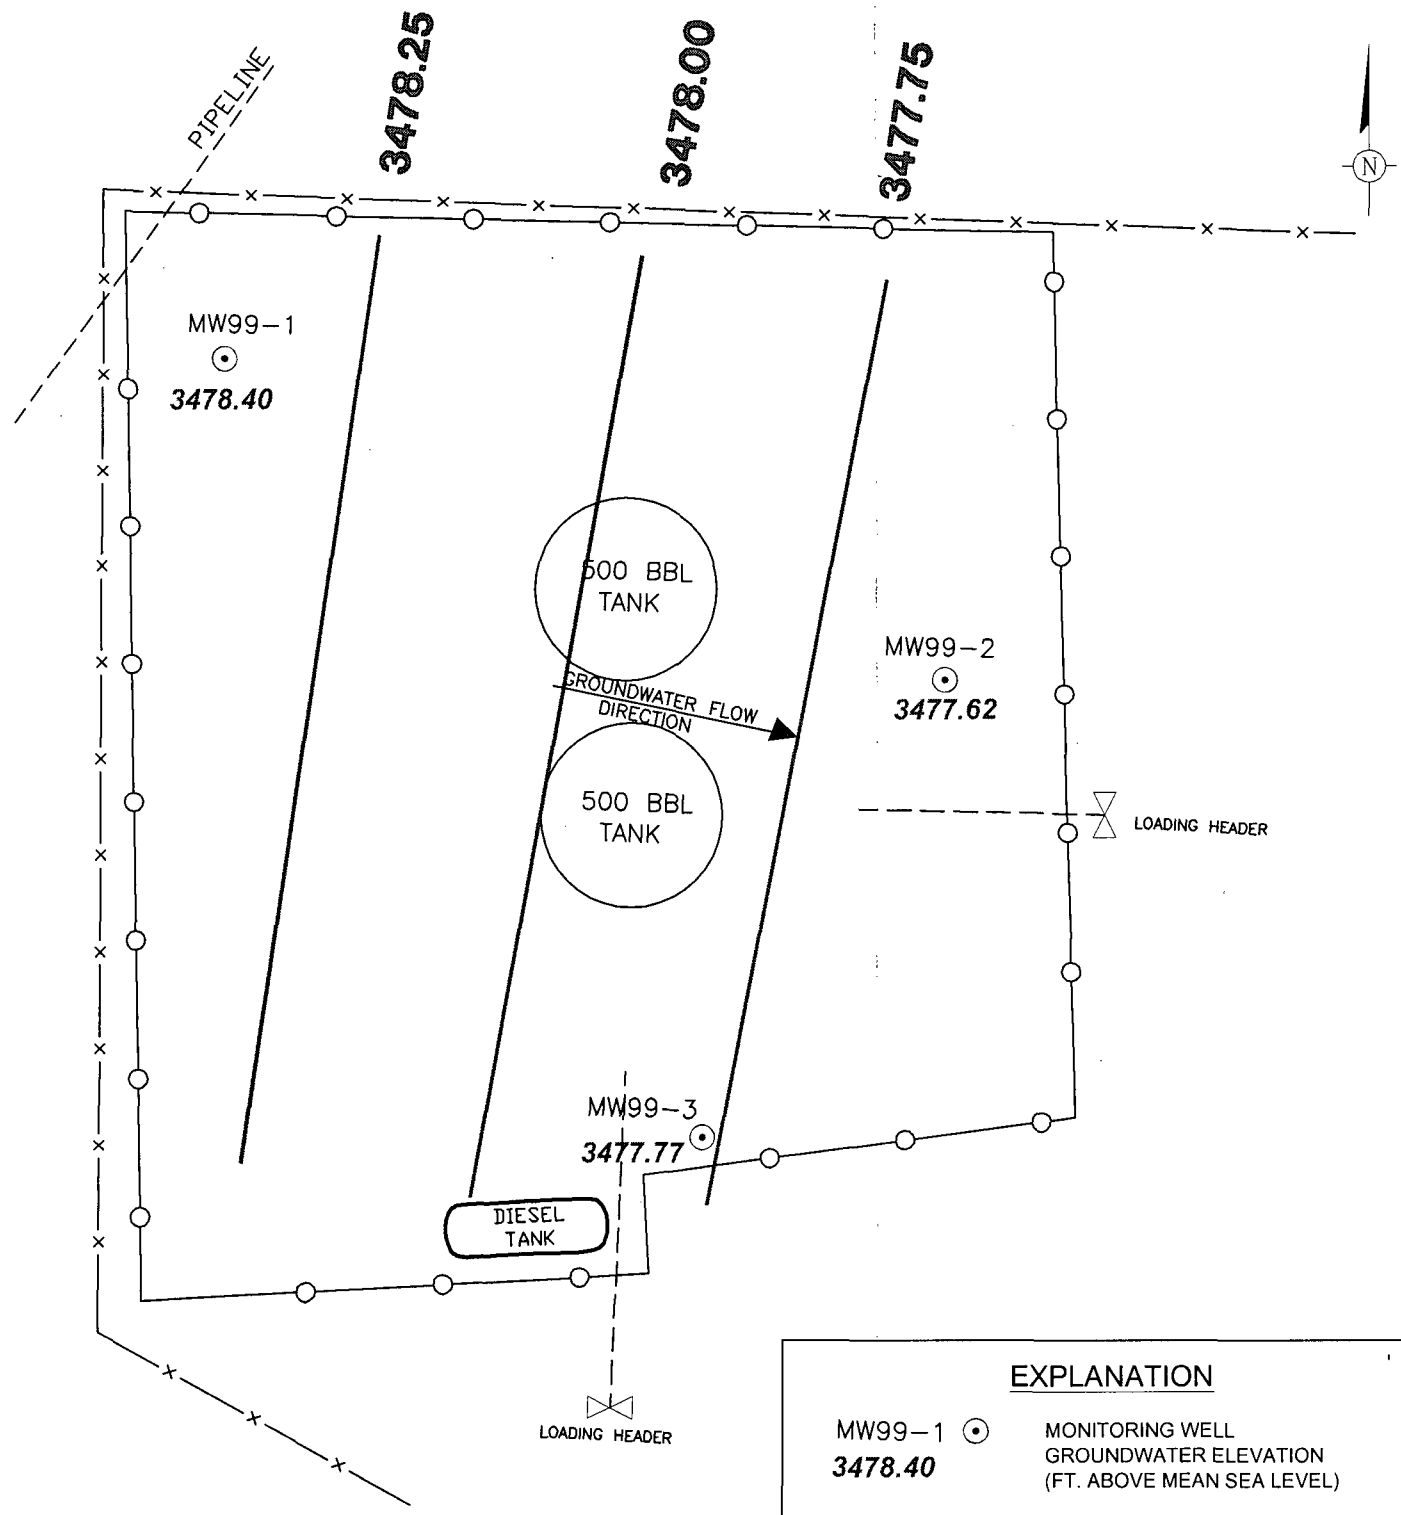 PIPELINE
3478.25
3478.00
3477.75
N
MW99-1
3478.40
500 BBL
TANK
MW99-2
3477.62
GROUNDWATER FLOW
DIRECTION
500 BBL
TANK
LOADING HEADER
MW99-3
3477.77
DIESEL
TANK
LOADING HEADER
EXPLANATION
MW99-1 MONITORING WELL
3478.40 GROUNDWATER ELEVATION
(FT. ABOVE MEAN SEA LEVEL)